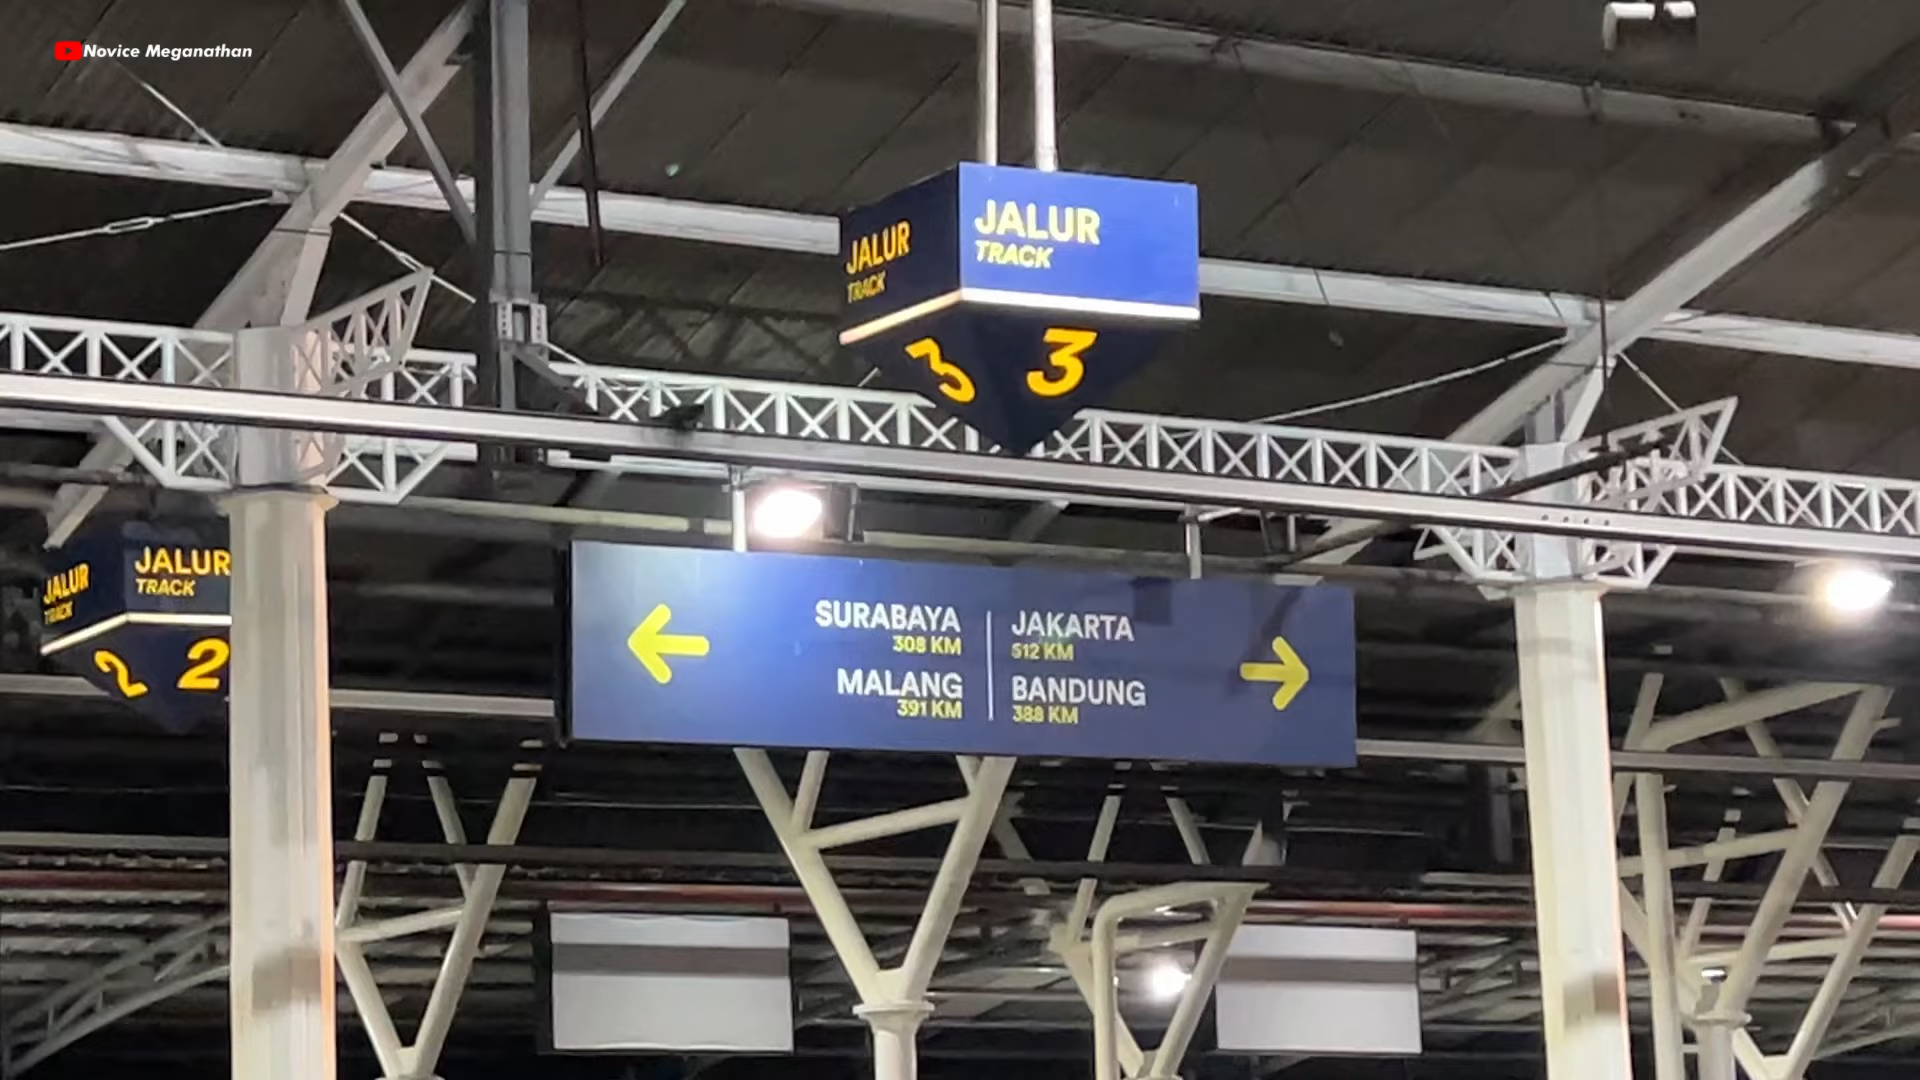 Novice Meganathan
JALUR
TRACK
3
JALUR
TRACK
3
JALUR
TRACK
2
JALUR
TRACK
2
SURABAYA
308 KM
MALANG
391 KM
JAKARTA
512 KM
BANDUNG
388 KM